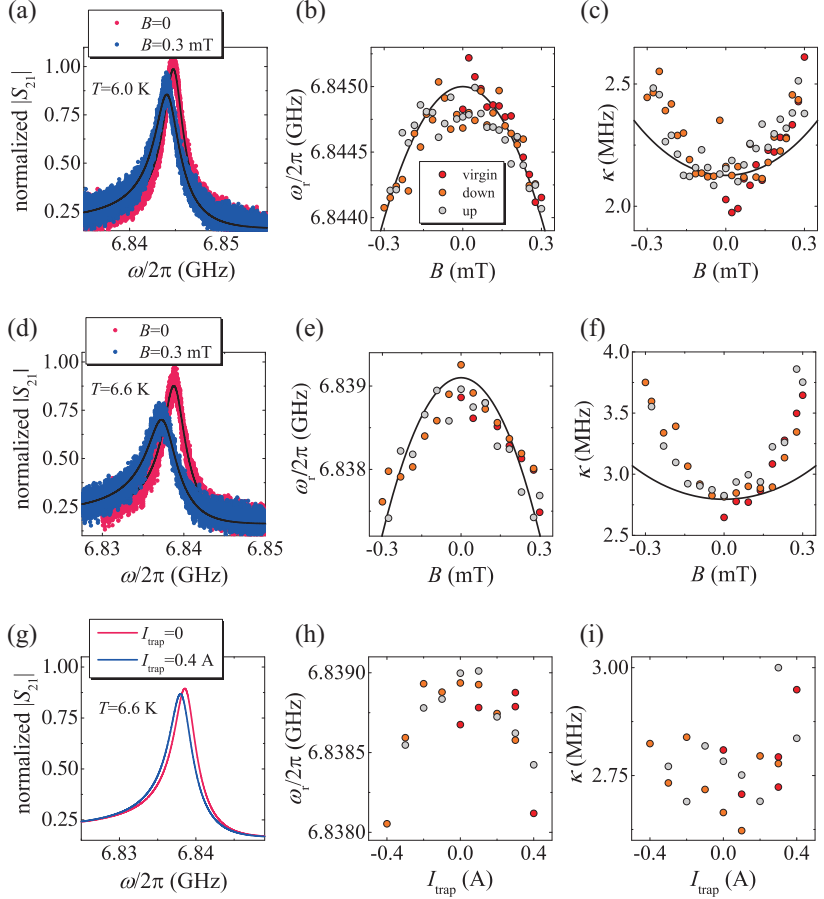 (a)
B=0
B=0.3 mT
T=6.0 K
normalized |S21|
1.00
0.75
0.50
0.25
6.84
6.85
ω/2π (GHz)
(b)
ωr/2π (GHz)
6.8450
6.8445
6.8440
virgin
down
up
-0.3
0.0
0.3
B (mT)
(c)
κ (MHz)
2.5
2.0
-0.3
0.0
0.3
B (mT)
(d)
B=0
B=0.3 mT
T=6.6 K
normalized |S21|
1.00
0.75
0.50
0.25
6.83
6.84
6.85
ω/2π (GHz)
(e)
ωr/2π (GHz)
6.839
6.838
-0.3
0.0
0.3
B (mT)
(f)
κ (MHz)
4.0
3.5
3.0
2.5
-0.3
0.0
0.3
B (mT)
(g)
Itrap=0
Itrap=0.4 A
T=6.6 K
normalized |S21|
1.00
0.75
0.50
0.25
6.83
6.84
ω/2π (GHz)
(h)
ωr/2π (GHz)
6.8390
6.8385
6.8380
-0.4
0.0
0.4
Itrap (A)
(i)
κ (MHz)
3.00
2.75
-0.4
0.0
0.4
Itrap (A)